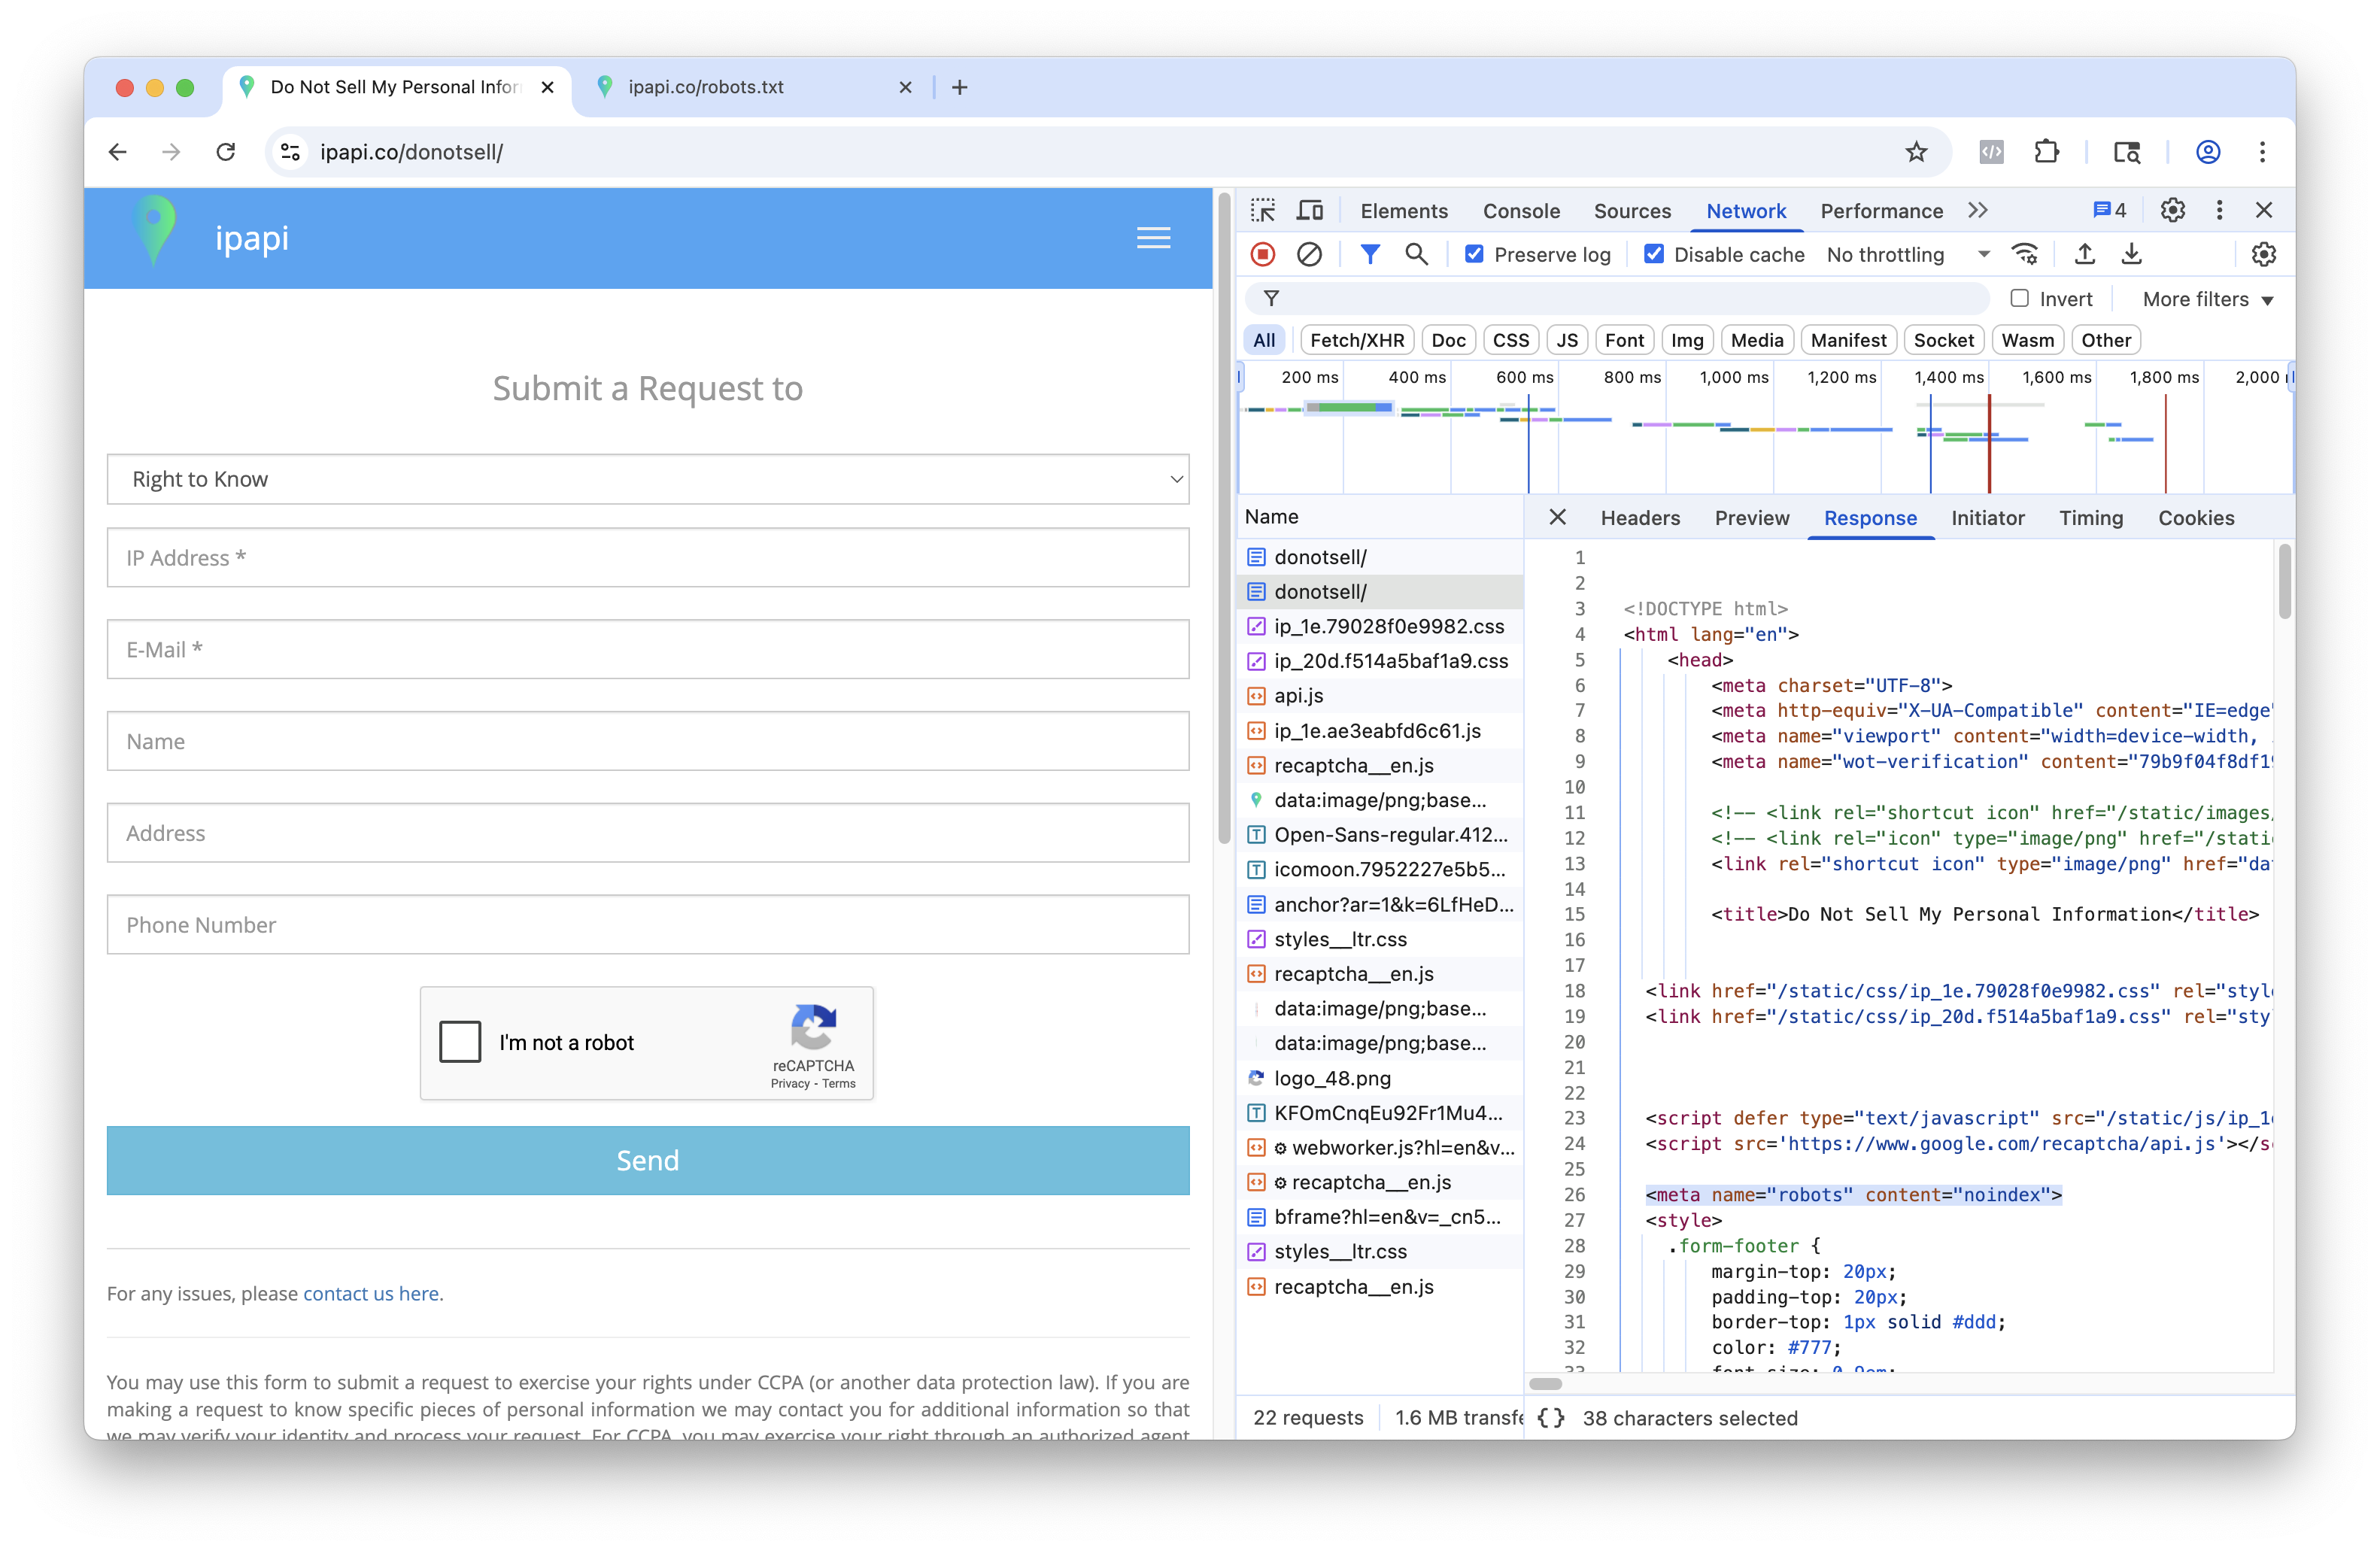 Do Not Sell My Personal Infor
ipapi.co/robots.txt
ipapi.co/donotsell/
ipapi
Submit a Request to
Right to Know
IP Address *
E-Mail *
Name
Address
Phone Number
I'm not a robot
reCAPTCHA
Privacy - Terms
Send
For any issues, please contact us here.
You may use this form to submit a request to exercise your rights under CCPA (or another data protection law). If you are
making a request to know specific pieces of personal information we may contact you for additional information so that
we may verify your identity and process your request. For CCPA, you may exercise your right through an authorized agent
Elements Console Sources Network Performance 4
Preserve log Disable cache No throttling
Invert More filters
All Fetch/XHR Doc CSS JS Font Img Media Manifest Socket Wasm Other
200 ms 400 ms 600 ms 800 ms 1,000 ms 1,200 ms 1,400 ms 1,600 ms 1,800 ms 2,000
Name
donotsell/
donotsell/
ip_1e.79028f0e9982.css
ip_20d.f514a5baf1a9.css
api.js
ip_1e.ae3eabfd6c61.js
recaptcha__en.js
data:image/png;base...
Open-Sans-regular.412...
icomoon.7952227e5b5...
anchor?ar=1&k=6LfHeD...
styles__ltr.css
recaptcha__en.js
data:image/png;base...
data:image/png;base...
logo_48.png
KFOmCnqEu92Fr1Mu4...
webworker.js?hl=en&v...
recaptcha__en.js
bframe?hl=en&v=_cn5...
styles__ltr.css
recaptcha__en.js
22 requests 1.6 MB transfe
Headers Preview Response Initiator Timing Cookies
1
2
3 <!DOCTYPE html>
4 <html lang="en">
5 <head>
6 <meta charset="UTF-8">
7 <meta http-equiv="X-UA-Compatible" content="IE=edge"
8 <meta name="viewport" content="width=device-width,
9 <meta name="wot-verification" content="79b9f04f8df19
10
11 <!-- <link rel="shortcut icon" href="/static/images/
12 <!-- <link rel="icon" type="image/png" href="/stati
13 <link rel="shortcut icon" type="image/png" href="da
14
15 <title>Do Not Sell My Personal Information</title>
16
17
18 <link href="/static/css/ip_1e.79028f0e9982.css" rel="styl
19 <link href="/static/css/ip_20d.f514a5baf1a9.css" rel="sty
20
21
22
23 <script defer type="text/javascript" src="/static/js/ip_1
24 <script src='https://www.google.com/recaptcha/api.js'></s
25
26 <meta name="robots" content="noindex">
27 <style>
28 .form-footer {
29 margin-top: 20px;
30 padding-top: 20px;
31 border-top: 1px solid #ddd;
32 color: #777;
33 font-size: 0.9em;
{} 38 characters selected